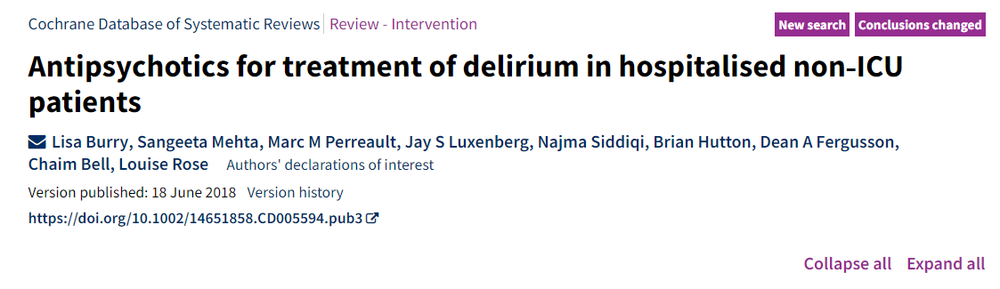 Cochrane Database of Systematic Reviews | Review - Intervention
New search Conclusions changed
Antipsychotics for treatment of delirium in hospitalised non‐ICU
patients
Lisa Burry, Sangeeta Mehta, Marc M Perreault, Jay S Luxenberg, Najma Siddiqi, Brian Hutton, Dean A Fergusson,
Chaim Bell, Louise Rose Authors' declarations of interest
Version published: 18 June 2018 Version history
https://doi.org/10.1002/14651858.CD005594.pub3
Collapse all Expand all